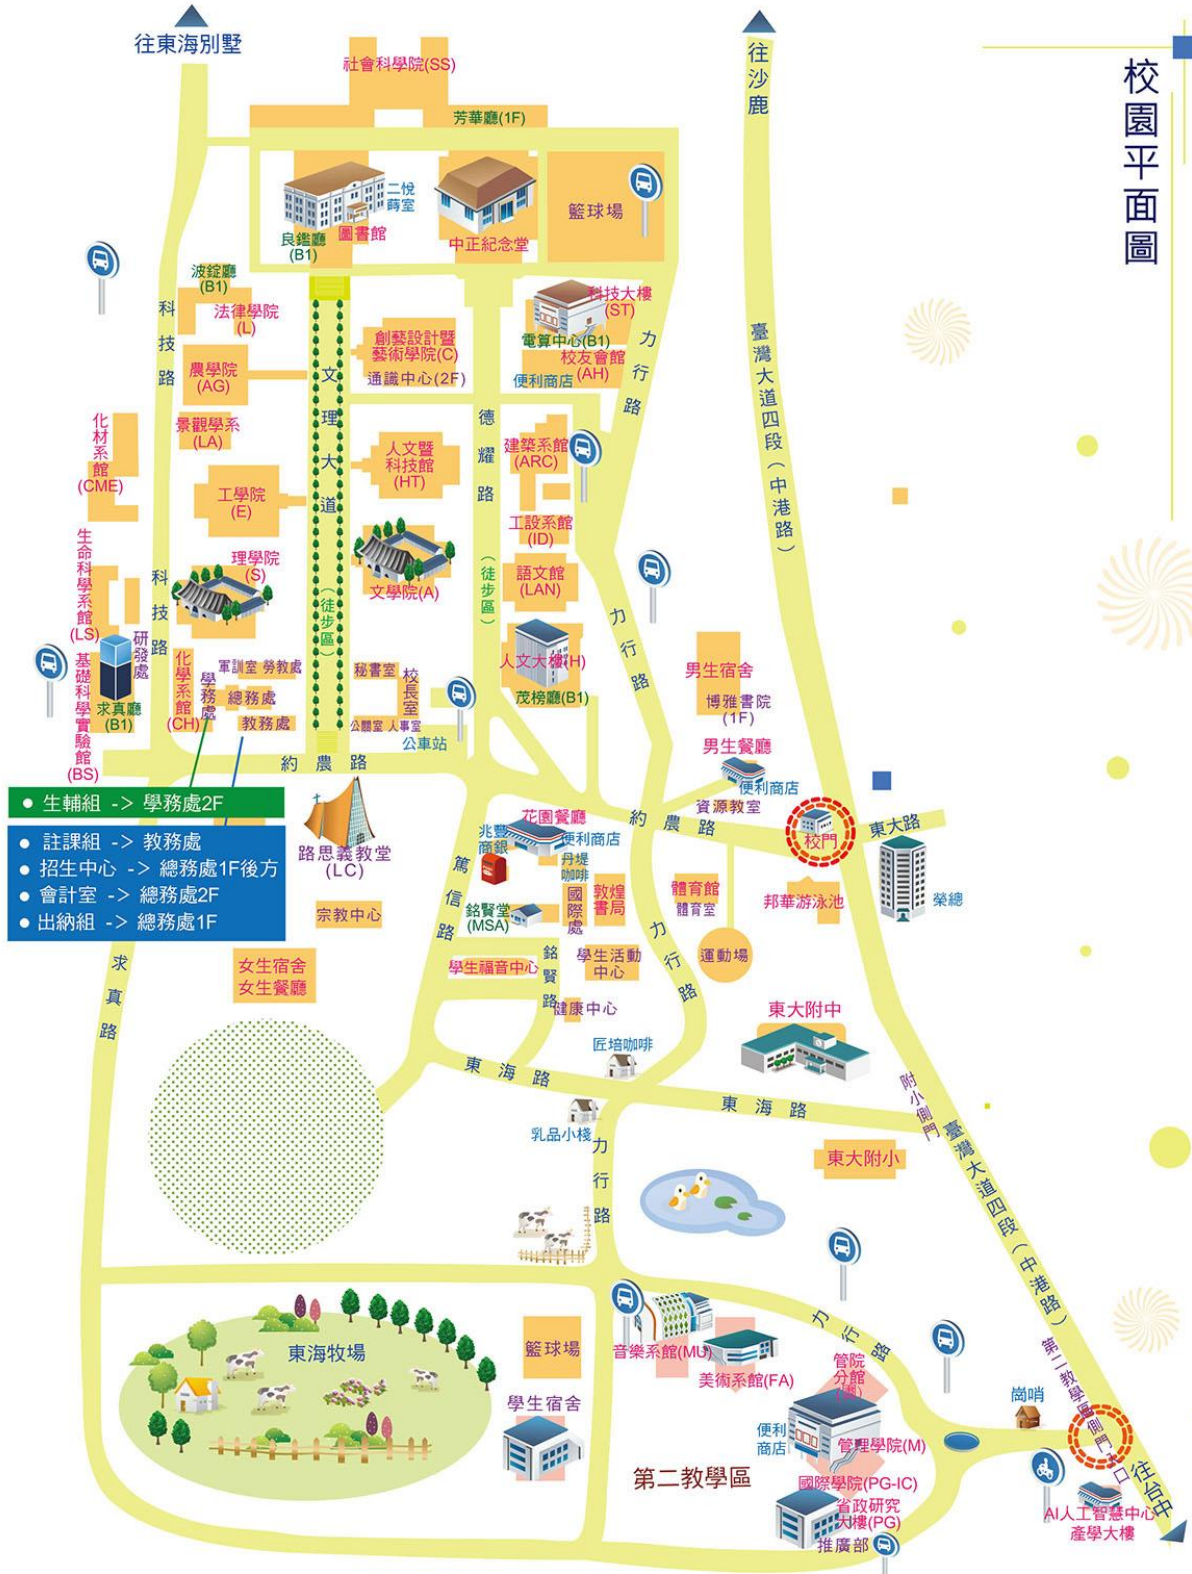 往東海別墅
往沙鹿
校園平面圖
社會科學院(SS)
芳華廳(1F)
二悅
蒔室
良鑑廳
(B1)
圖書館
中正紀念堂
籃球場
波錠廳
(B1)
法律學院
(L)
科技路
農學院
(AG)
文理大道
(徒步區)
創藝設計暨
藝術學院(C)
通識中心(2F)
科技大樓
(ST)
電算中心(B1)
校友會館
(AH)
便利商店
力行路
臺灣大道四段(中港路)
化材系館
(CME)
景觀學系
(LA)
人文暨
科技館
(HT)
德耀路
(徒步區)
建築系館
(ARC)
工學院
(E)
工設系館
(ID)
生命科學系館
(LS)
科技路
理學院
(S)
文學院(A)
語文館
(LAN)
力行路
研發處
求真廳
(B1)
基礎科學實驗館
(BS)
化學系館
(CH)
軍訓室 勞教處
學務處
總務處
教務處
秘書室
校長室
公關室 人事室
公車站
人文大樓(H)
茂榜廳(B1)
男生宿舍
博雅書院
(1F)
男生餐廳
便利商店
資源教室
約農路
生輔組 -> 學務處2F
註課組 -> 教務處
招生中心 -> 總務處1F後方
會計室 -> 總務處2F
出納組 -> 總務處1F
路思義教堂
(LC)
宗教中心
篤信路
花園餐廳
兆豐
商銀
便利商店
丹堤
咖啡
約農路
校門
東大路
榮總
邦華游泳池
銘賢堂
(MSA)
國際處
敦煌
書局
體育館
體育室
運動場
力行路
女生宿舍
女生餐廳
求真路
學生福音中心
銘賢路
學生活動
中心
健康中心
東大附中
匠培咖啡
東海路
東海路
附小側門
乳品小棧
力行路
東大附小
臺灣大道四段(中港路)
東海牧場
籃球場
學生宿舍
音樂系館(MU)
美術系館(FA)
力行路
管院
分館
便利
商店
管理學院(M)
第二教學區
國際學院(PG-IC)
省政研究
大樓(PG)
推廣部
崗哨
第二教學區側門入口
往台中
AI人工智慧中心
產學大樓